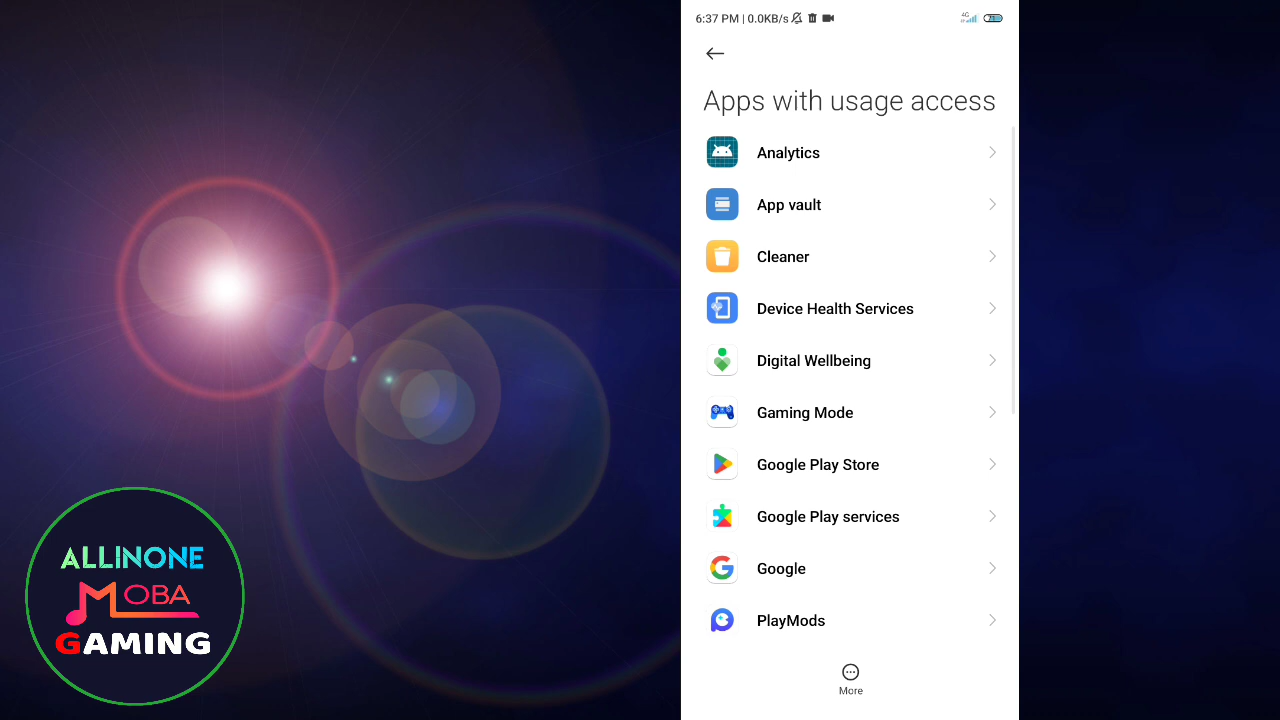 6:37 PM | 0.0KB/s
4G
Apps with usage access
Analytics
App vault
Cleaner
Device Health Services
Digital Wellbeing
Gaming Mode
Google Play Store
Google Play services
Google
PlayMods
More
ALLINONE
MOBA
GAMING